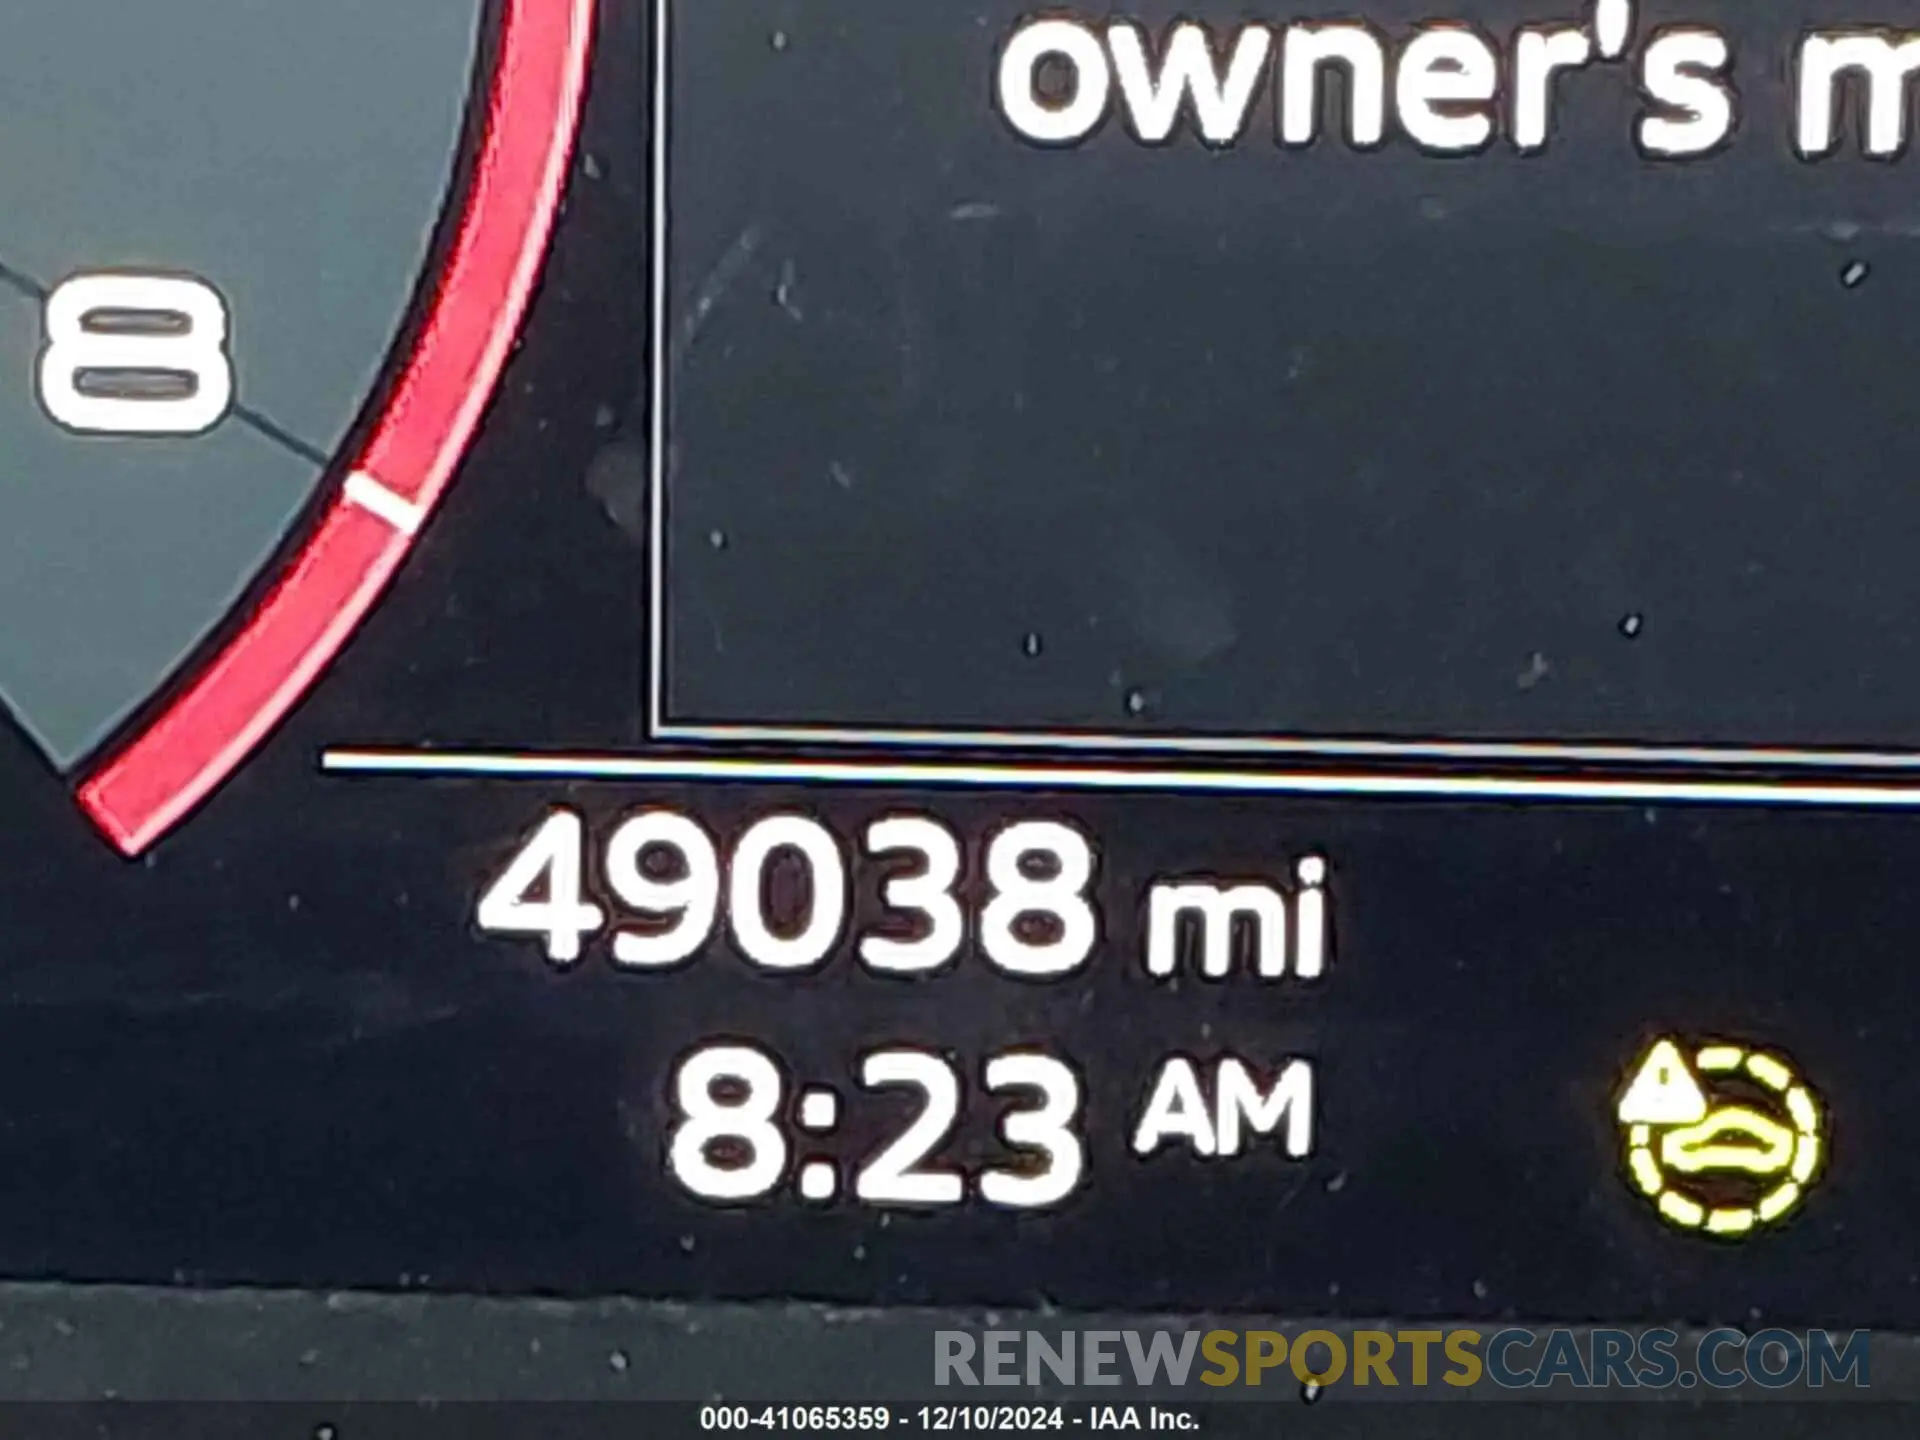 owner's m
8
49038 mi
8:23 AM
RENEWSPORTSCARS.COM
000-41065359 - 12/10/2024 - IAA Inc.